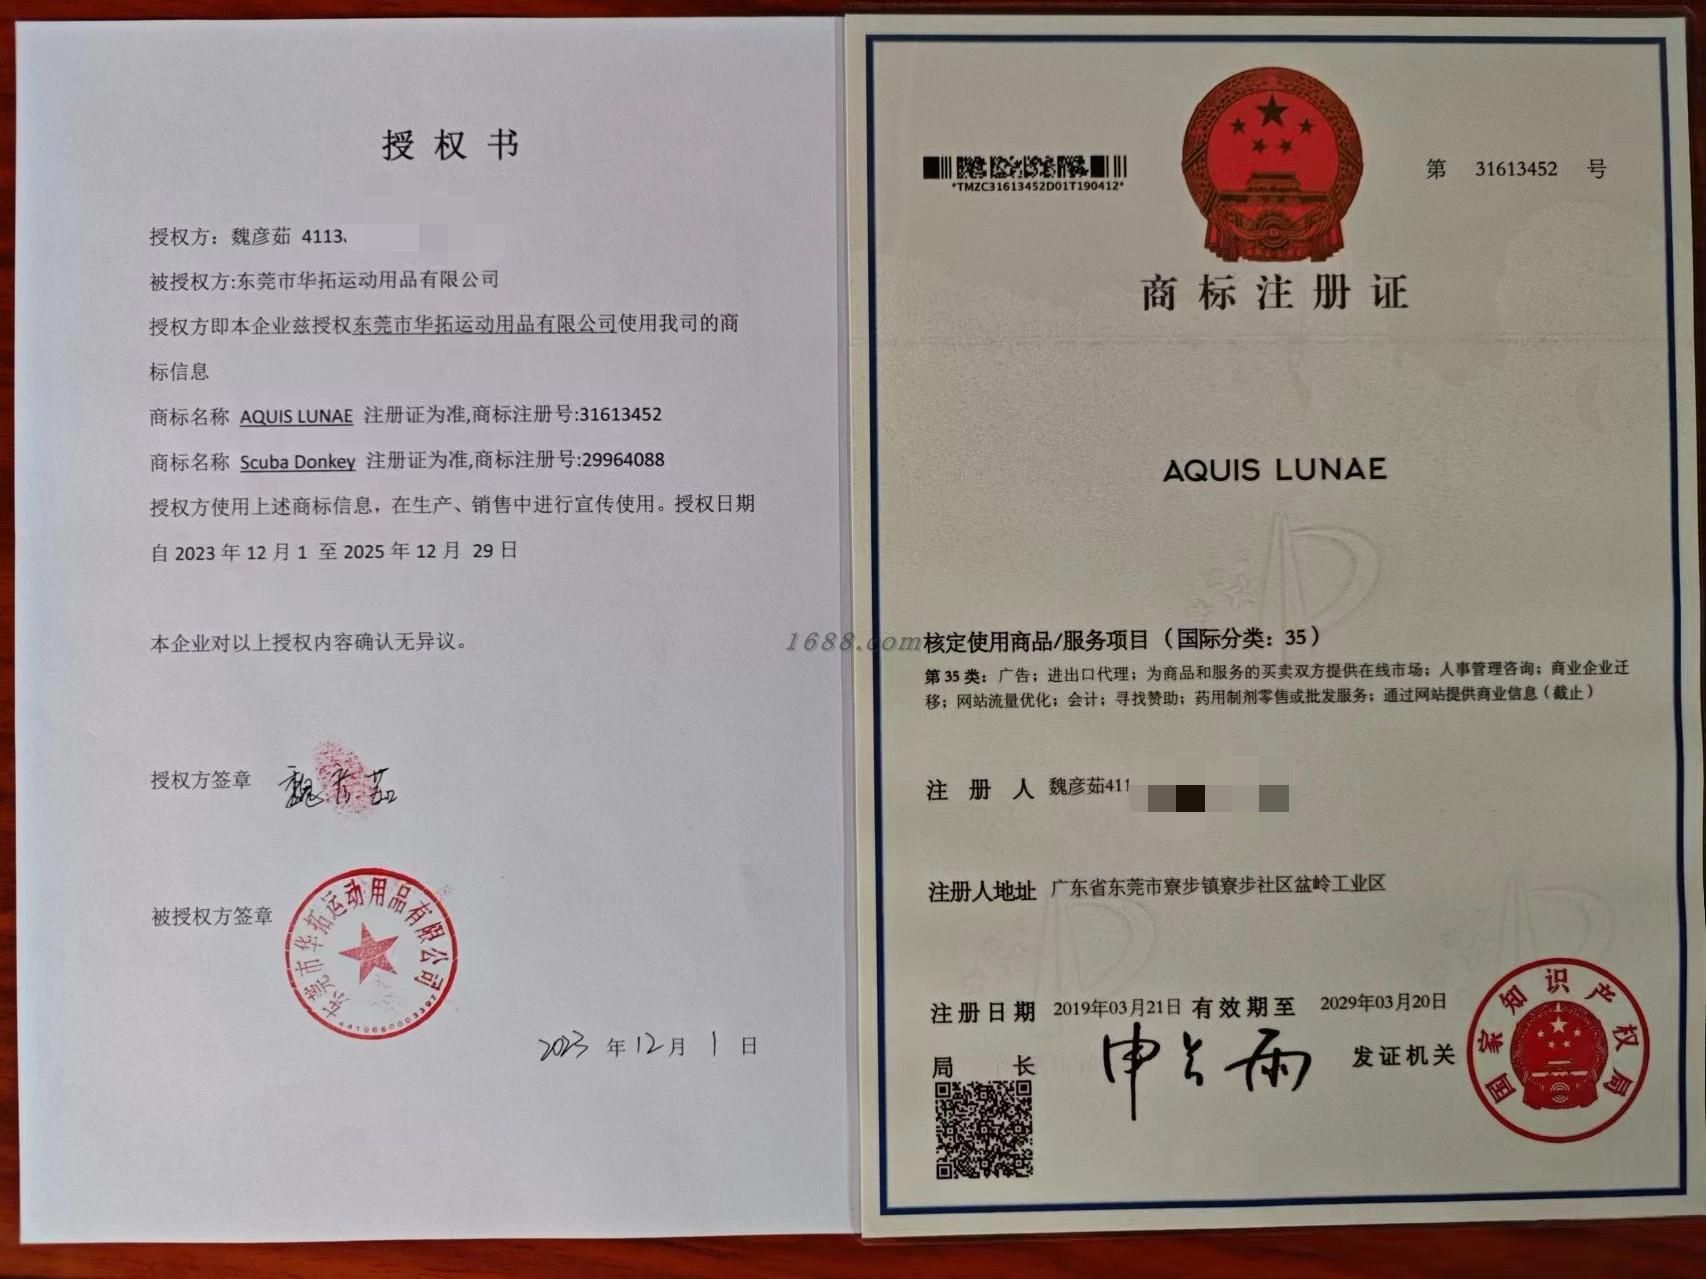 授权书
授权方：魏彦茹 4113
被授权方:东莞市华拓运动用品有限公司
授权方即本企业兹授权东莞市华拓运动用品有限公司使用我司的商
标信息
商标名称 AQUIS LUNAE 注册证为准,商标注册号:31613452
商标名称 Scuba Donkey 注册证为准,商标注册号:29964088
授权方使用上述商标信息，在生产、销售中进行宣传使用。授权日期
自 2023 年 12 月 1 至 2025 年 12 月 29 日
本企业对以上授权内容确认无异议。
授权方签章 魏彦茹
被授权方签章
东莞市华拓运动用品有限公司
2023 年 12 月 1 日
1688.com
*TMZC31613452D01T190412*
第 31613452 号
商标注册证
AQUIS LUNAE
核定使用商品/服务项目（国际分类：35）
第 35 类：广告；进出口代理；为商品和服务的买卖双方提供在线市场；人事管理咨询；商业企业迁
移；网站流量优化；会计；寻找赞助；药用制剂零售或批发服务；通过网站提供商业信息（截止）
注册人 魏彦茹411
注册人地址 广东省东莞市寮步镇寮步社区盆岭工业区
注册日期 2019年03月21日 有效期至 2029年03月20日
局长 申长雨 发证机关
国家知识产权局